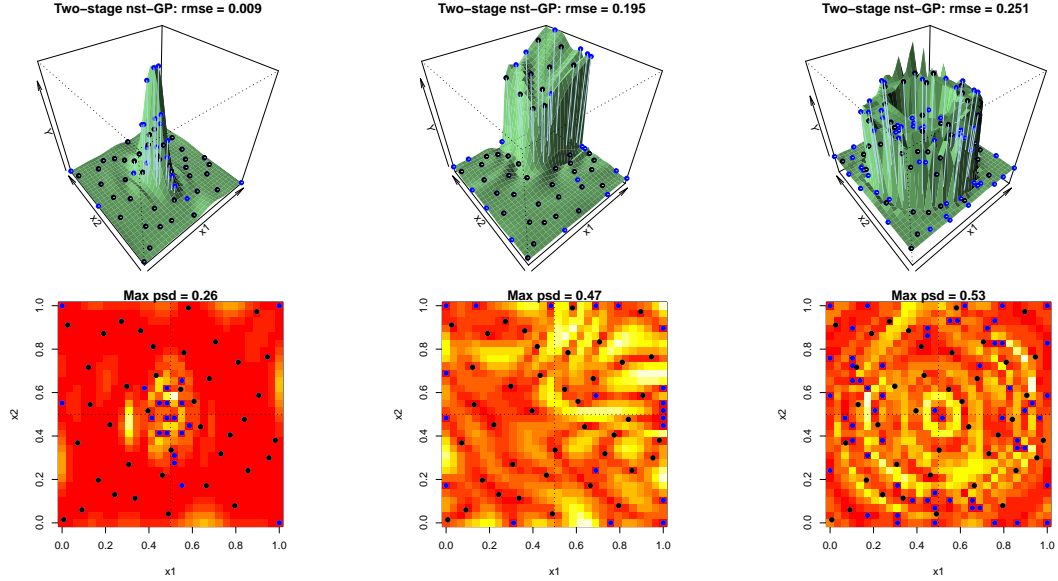 Two-stage nst-GP: rmse = 0.009
Two-stage nst-GP: rmse = 0.195
Two-stage nst-GP: rmse = 0.251
Y
x2
x1
Y
x2
x1
Y
x2
x1
Max psd = 0.26
Max psd = 0.47
Max psd = 0.53
x2
1.0
0.8
0.6
0.4
0.2
0.0
0.0 0.2 0.4 0.6 0.8 1.0
x1
x2
1.0
0.8
0.6
0.4
0.2
0.0
0.0 0.2 0.4 0.6 0.8 1.0
x1
x2
1.0
0.8
0.6
0.4
0.2
0.0
0.0 0.2 0.4 0.6 0.8 1.0
x1